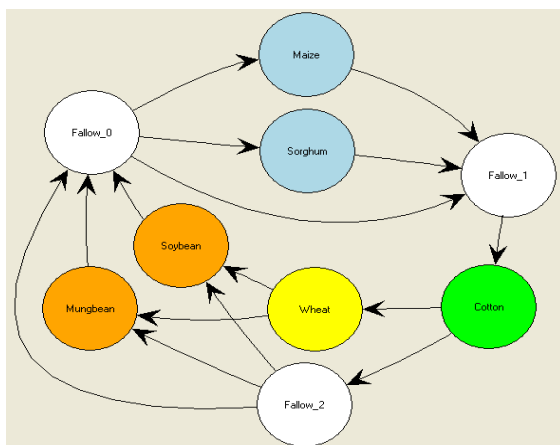 Maize
Fallow_0
Sorghum
Fallow_1
Soybean
Mungbean
Wheat
Cotton
Fallow_2